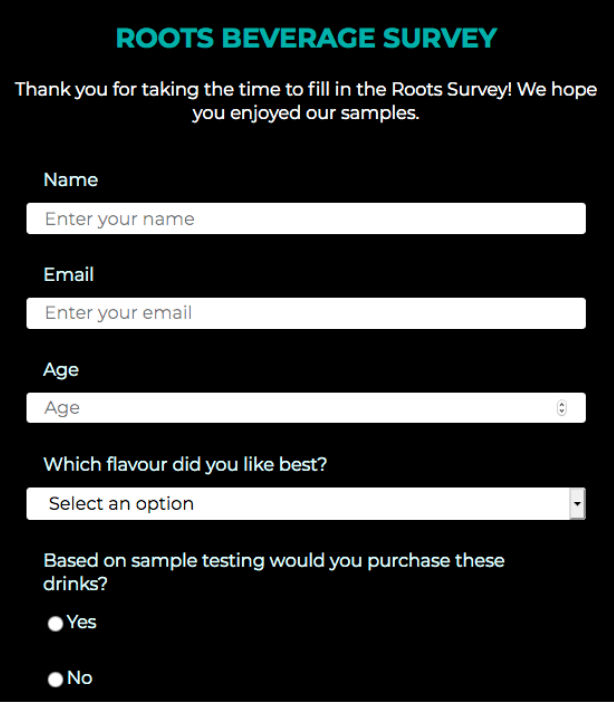 ROOTS BEVERAGE SURVEY
Thank you for taking the time to fill in the Roots Survey! We hope
you enjoyed our samples.
Name
Enter your name
Email
Enter your email
Age
Age
Which flavour did you like best?
Select an option
Based on sample testing would you purchase these
drinks?
Yes
No